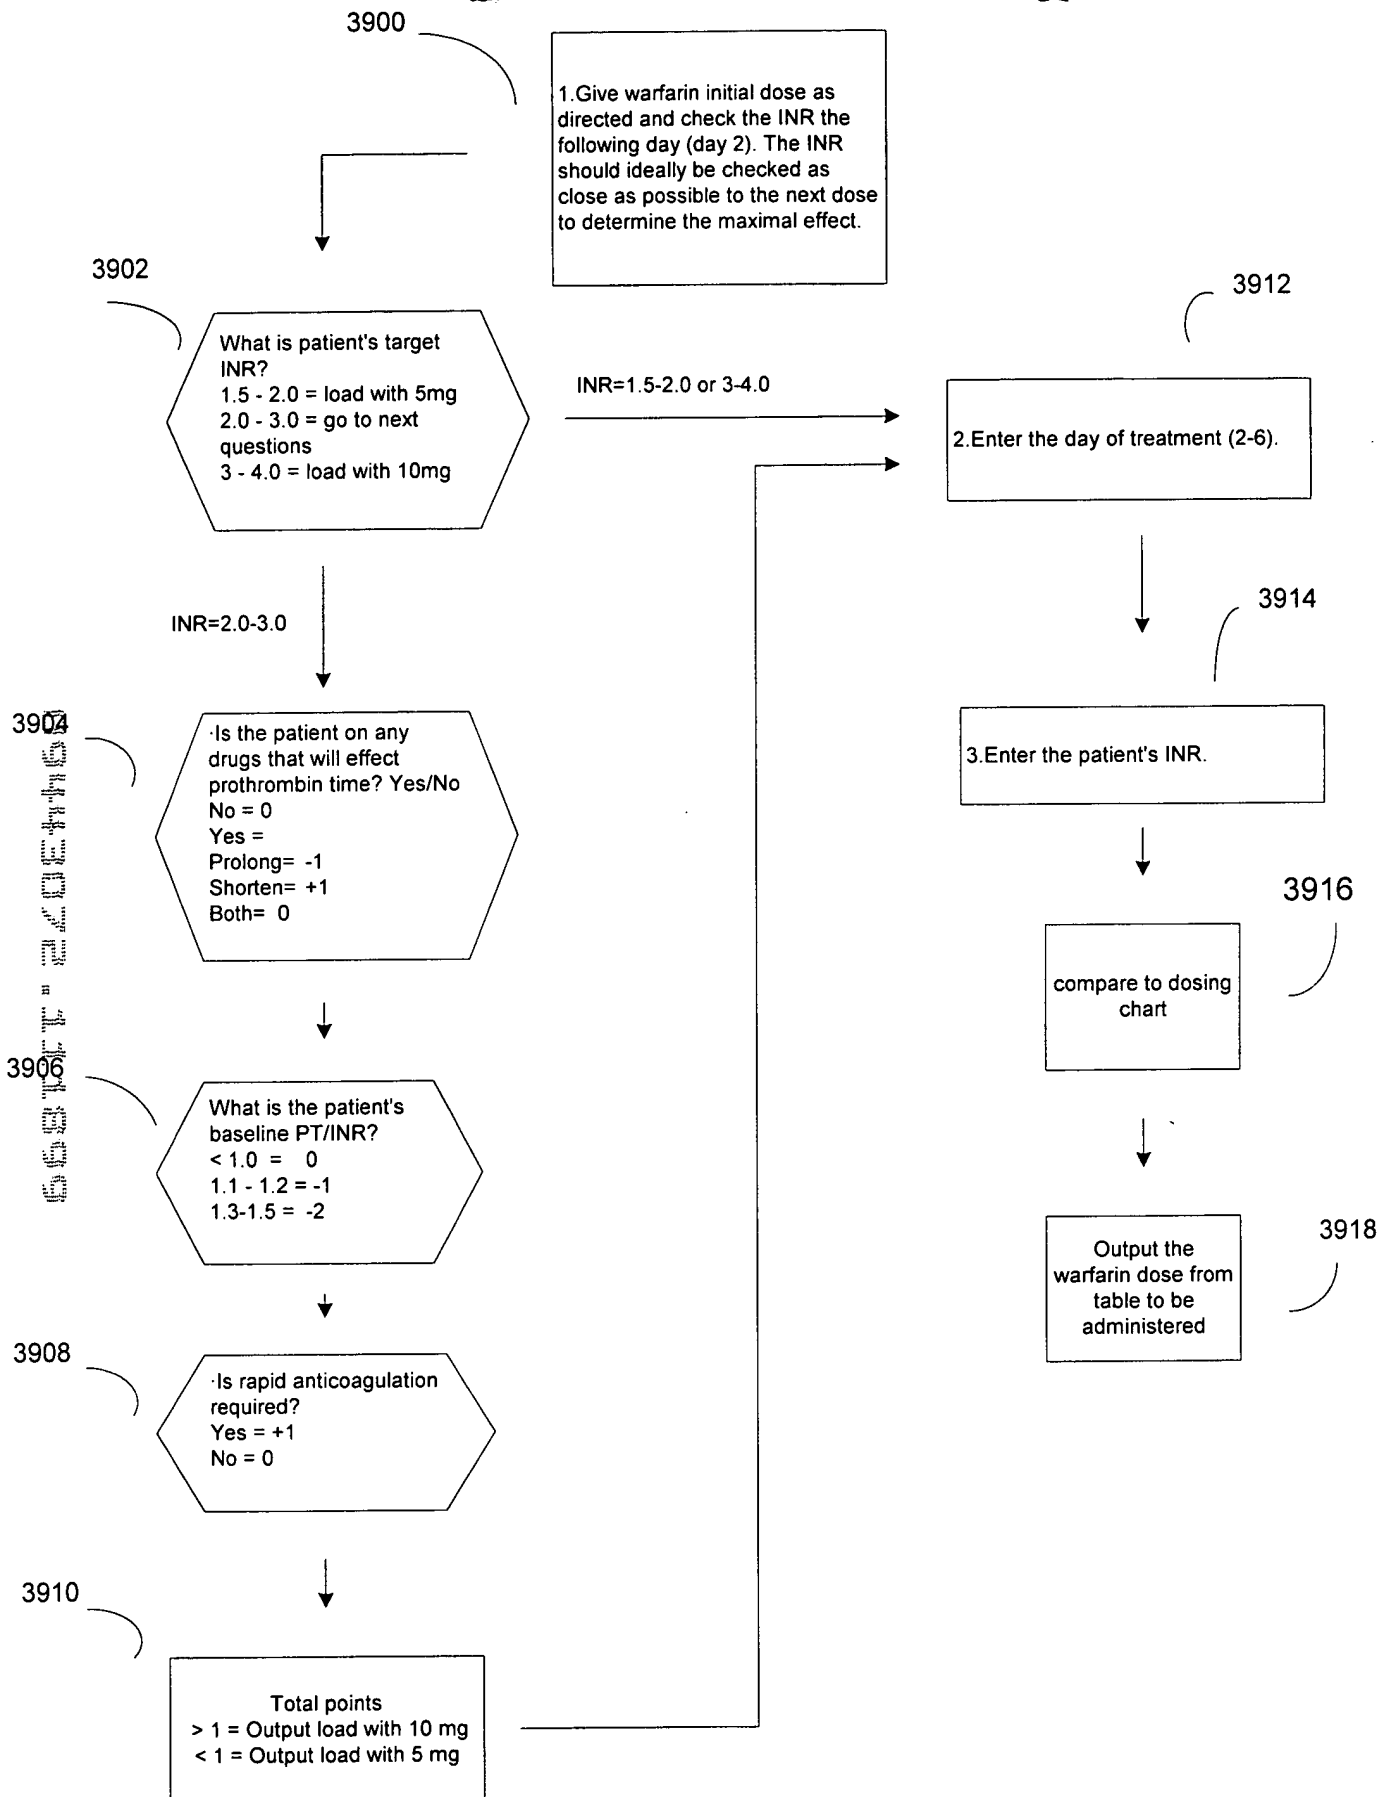 3900
1.Give warfarin initial dose as
directed and check the INR the
following day (day 2). The INR
should ideally be checked as
close as possible to the next dose
to determine the maximal effect.
3902
What is patient's target
INR?
1.5 - 2.0 = load with 5mg
2.0 - 3.0 = go to next
questions
3 - 4.0 = load with 10mg
INR=1.5-2.0 or 3-4.0
INR=2.0-3.0
3904
·Is the patient on any
drugs that will effect
prothrombin time? Yes/No
No = 0
Yes =
Prolong= -1
Shorten= +1
Both= 0
3906
What is the patient's
baseline PT/INR?
< 1.0 = 0
1.1 - 1.2 = -1
1.3-1.5 = -2
3908
·Is rapid anticoagulation
required?
Yes = +1
No = 0
3910
Total points
> 1 = Output load with 10 mg
< 1 = Output load with 5 mg
3912
2.Enter the day of treatment (2-6).
3914
3.Enter the patient's INR.
3916
compare to dosing
chart
3918
Output the
warfarin dose from
table to be
administered
09443072.111899